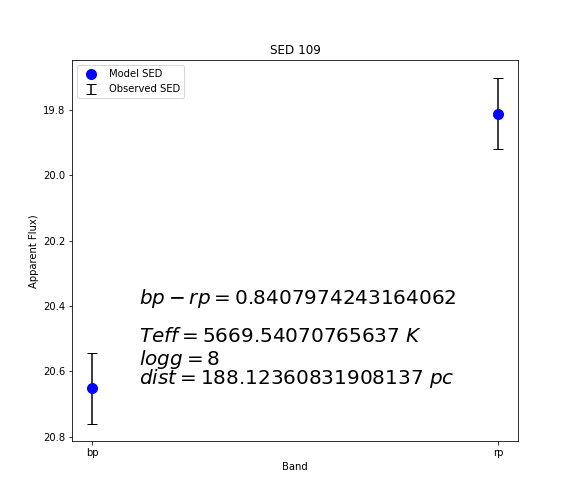 SED 109
Model SED
Observed SED
19.8
20.0
20.2
20.4
20.6
20.8
Apparent Flux)
bp − rp = 0.8407974243164062
Teff = 5669.54070765637 K
logg = 8
dist = 188.12360831908137 pc
bp
rp
Band